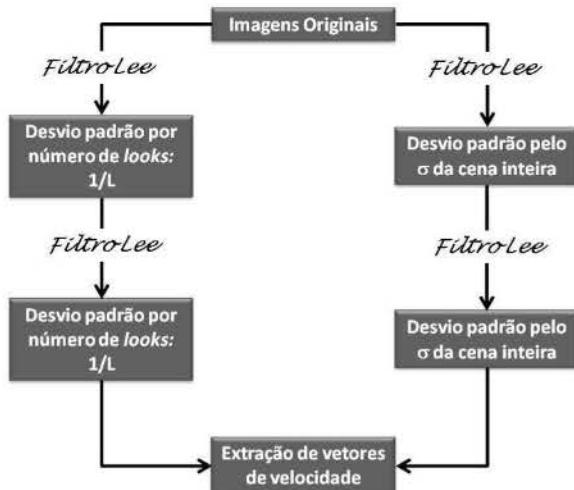 Imagens Originais
FiltroLee
FiltroLee
Desvio padrão por
número de looks:
1/L
Desvio padrão pelo
σ da cena inteira
FiltroLee
FiltroLee
Desvio padrão por
número de looks:
1/L
Desvio padrão pelo
σ da cena inteira
Extração de vetores
de velocidade